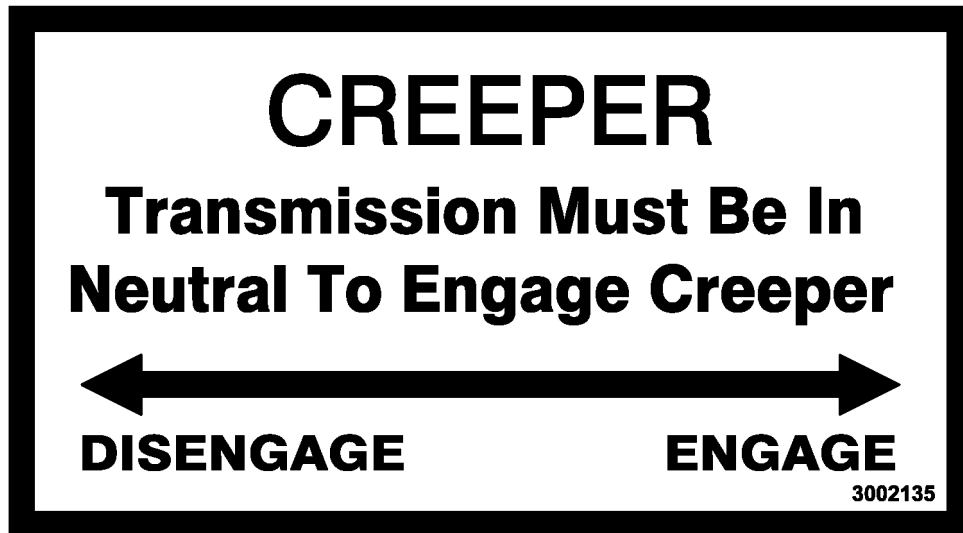 CREEPER
Transmission Must Be In
Neutral To Engage Creeper
DISENGAGE ENGAGE
3002135